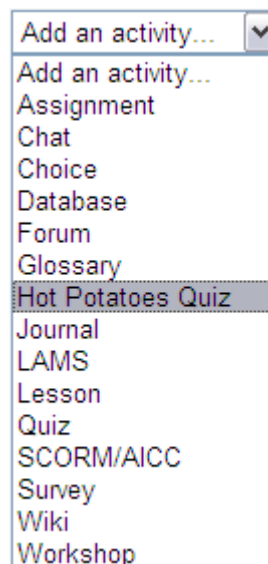 Add an activity...
Add an activity...
Assignment
Chat
Choice
Database
Forum
Glossary
Hot Potatoes Quiz
Journal
LAMS
Lesson
Quiz
SCORM/AICC
Survey
Wiki
Workshop